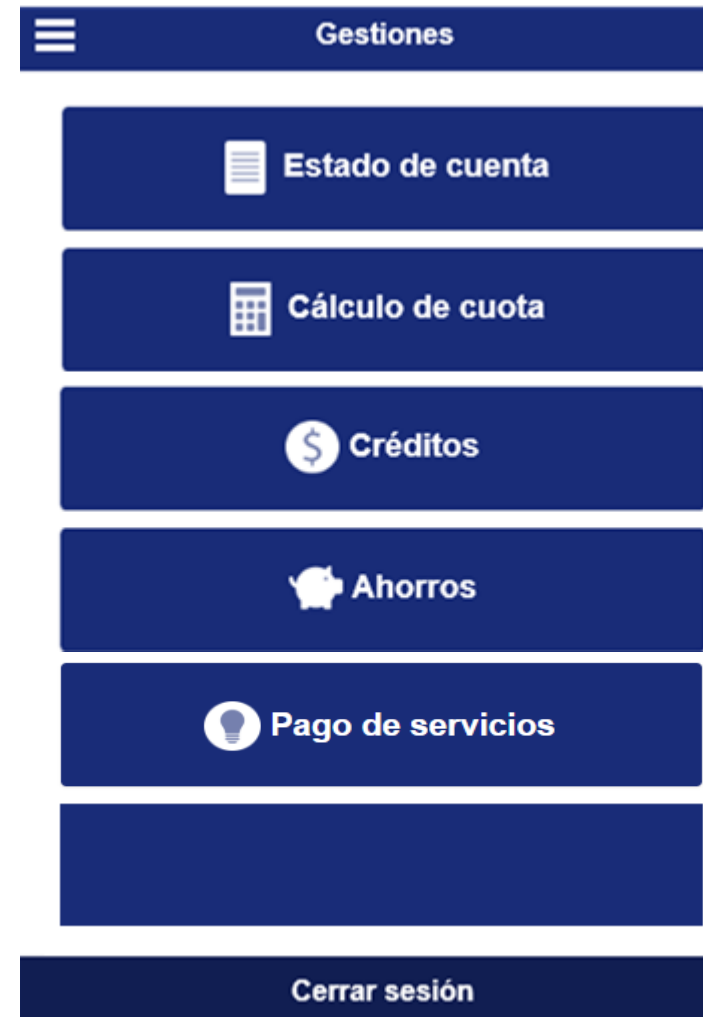 Gestiones
Estado de cuenta
Cálculo de cuota
$ Créditos
Ahorros
Pago de servicios
Cerrar sesión